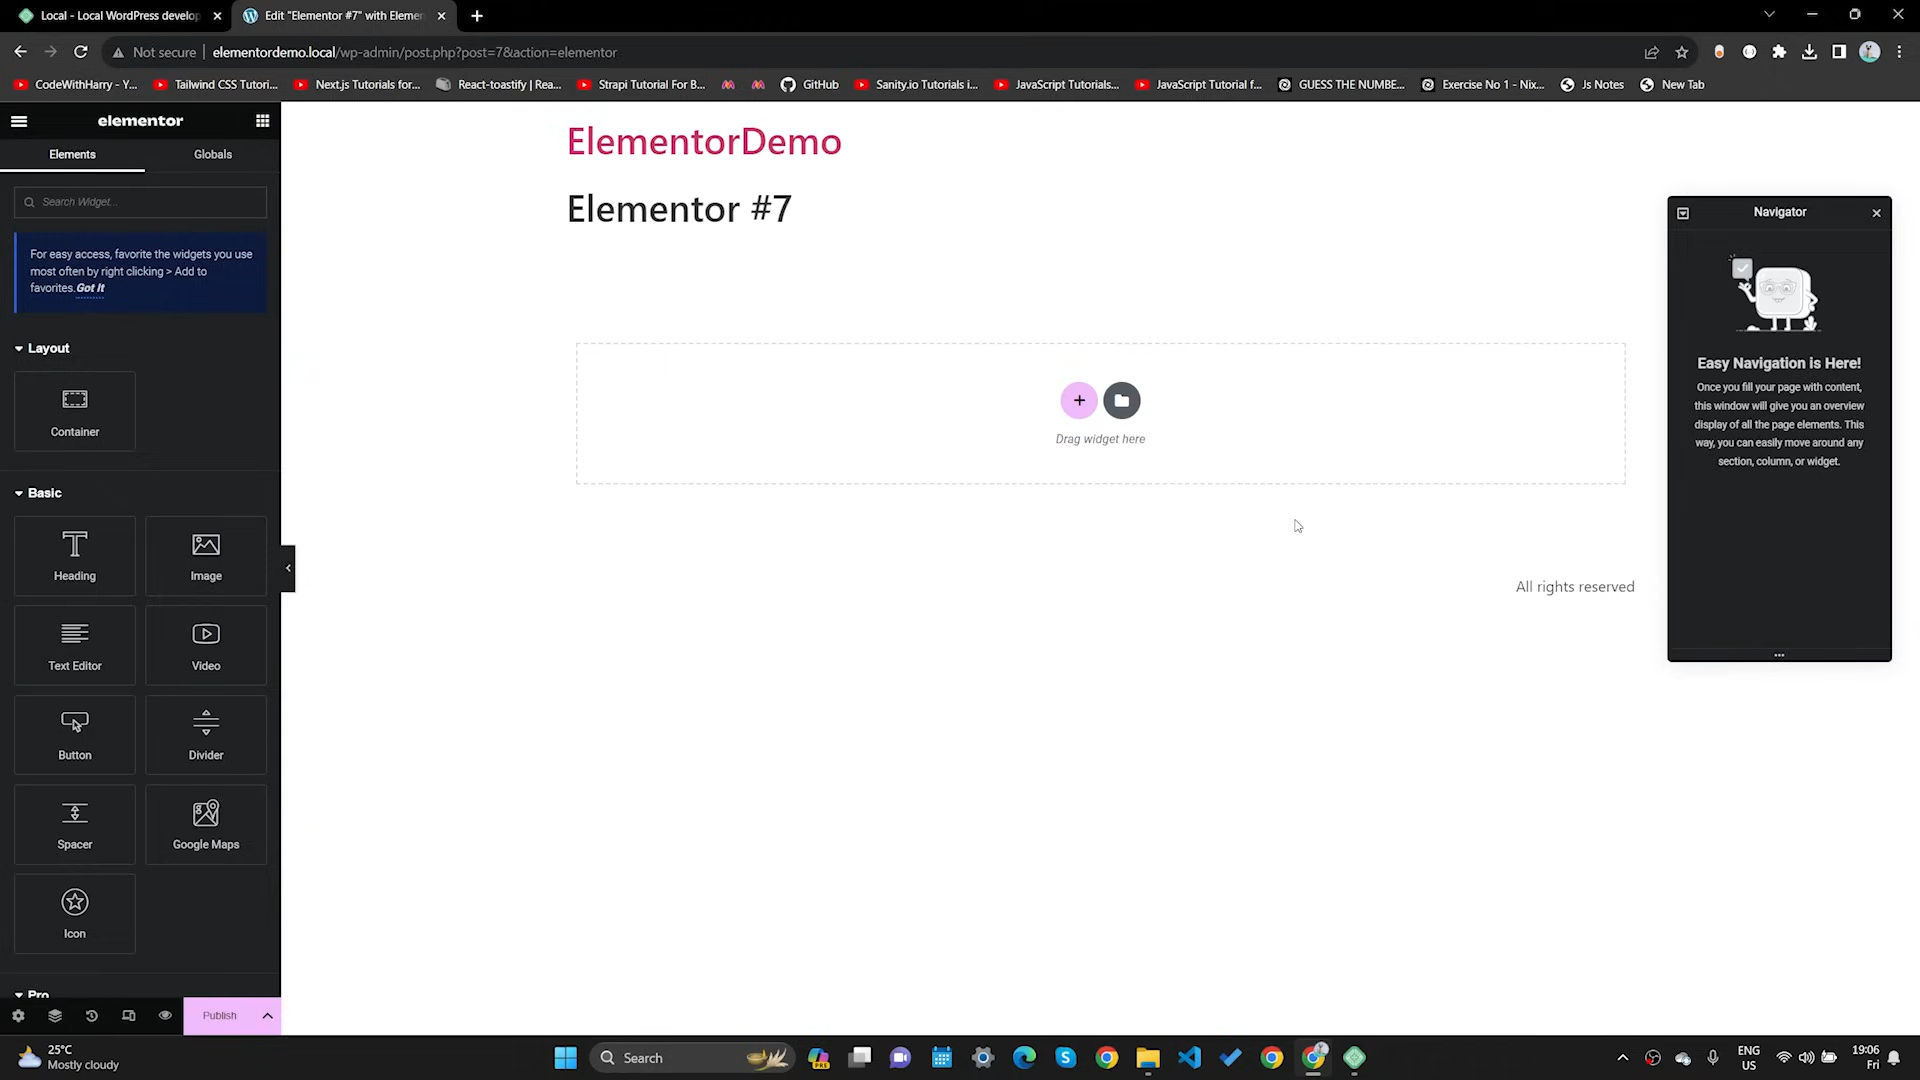 Local - Local WordPress develop
Edit "Elementor #7" with Elemen
Not secure
elementordemo.local/wp-admin/post.php?post=7&action=elementor
CodeWithHarry - Y...
Tailwind CSS Tutori...
Next.js Tutorials for...
React-toastify | Rea...
Strapi Tutorial For B...
GitHub
Sanity.io Tutorials i...
JavaScript Tutorials...
JavaScript Tutorial f...
GUESS THE NUMBE...
Exercise No 1 - Nix...
Js Notes
New Tab
elementor
Elements
Globals
Search Widget...
For easy access, favorite the widgets you use
most often by right clicking > Add to
favorites. Got It
Layout
Container
Basic
Heading
Image
Text Editor
Video
Button
Divider
Spacer
Google Maps
Icon
Pro
Publish
ElementorDemo
Elementor #7
Drag widget here
All rights reserved
Navigator
Easy Navigation is Here!
Once you fill your page with content,
this window will give you an overview
display of all the page elements. This
way, you can easily move around any
section, column, or widget.
25°C
Mostly cloudy
Search
PRE
ENG
US
19:06
Fri